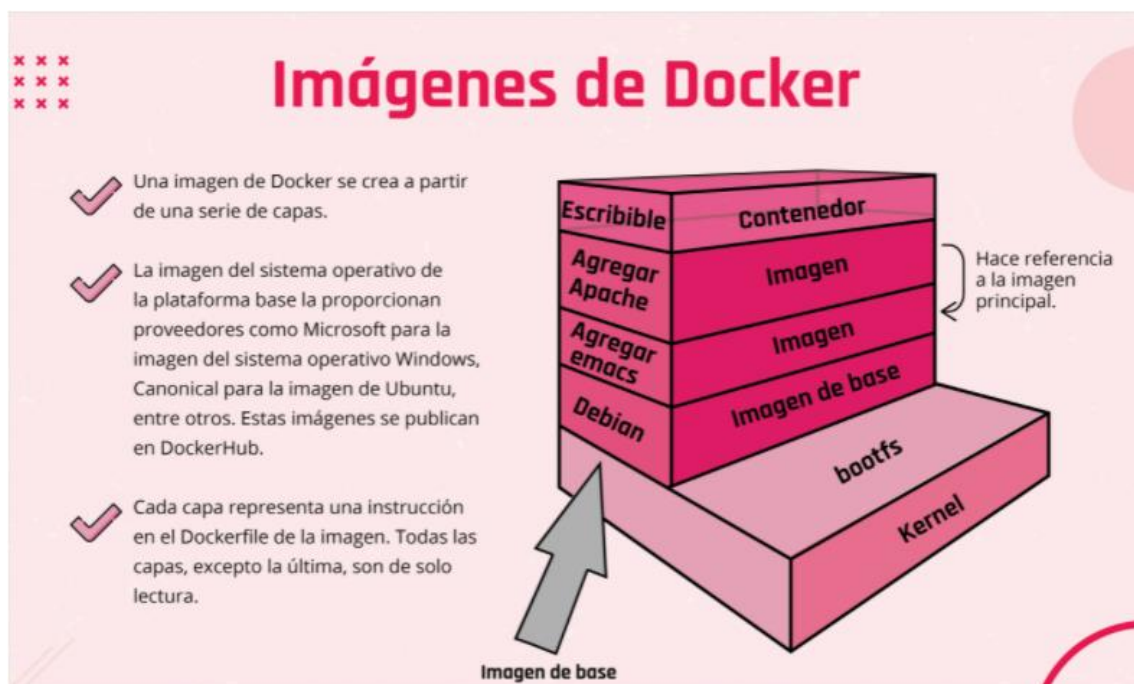 Imágenes de Docker
Una imagen de Docker se crea a partir
de una serie de capas.
La imagen del sistema operativo de
la plataforma base la proporcionan
proveedores como Microsoft para la
imagen del sistema operativo Windows,
Canonical para la imagen de Ubuntu,
entre otros. Estas imágenes se publican
en DockerHub.
Cada capa representa una instrucción
en el Dockerfile de la imagen. Todas las
capas, excepto la última, son de solo
lectura.
Escribible
Contenedor
Agregar
Apache
Imagen
Agregar
emacs
Imagen
Debian
Imagen de base
bootfs
Kernel
Hace referencia
a la imagen
principal.
Imagen de base